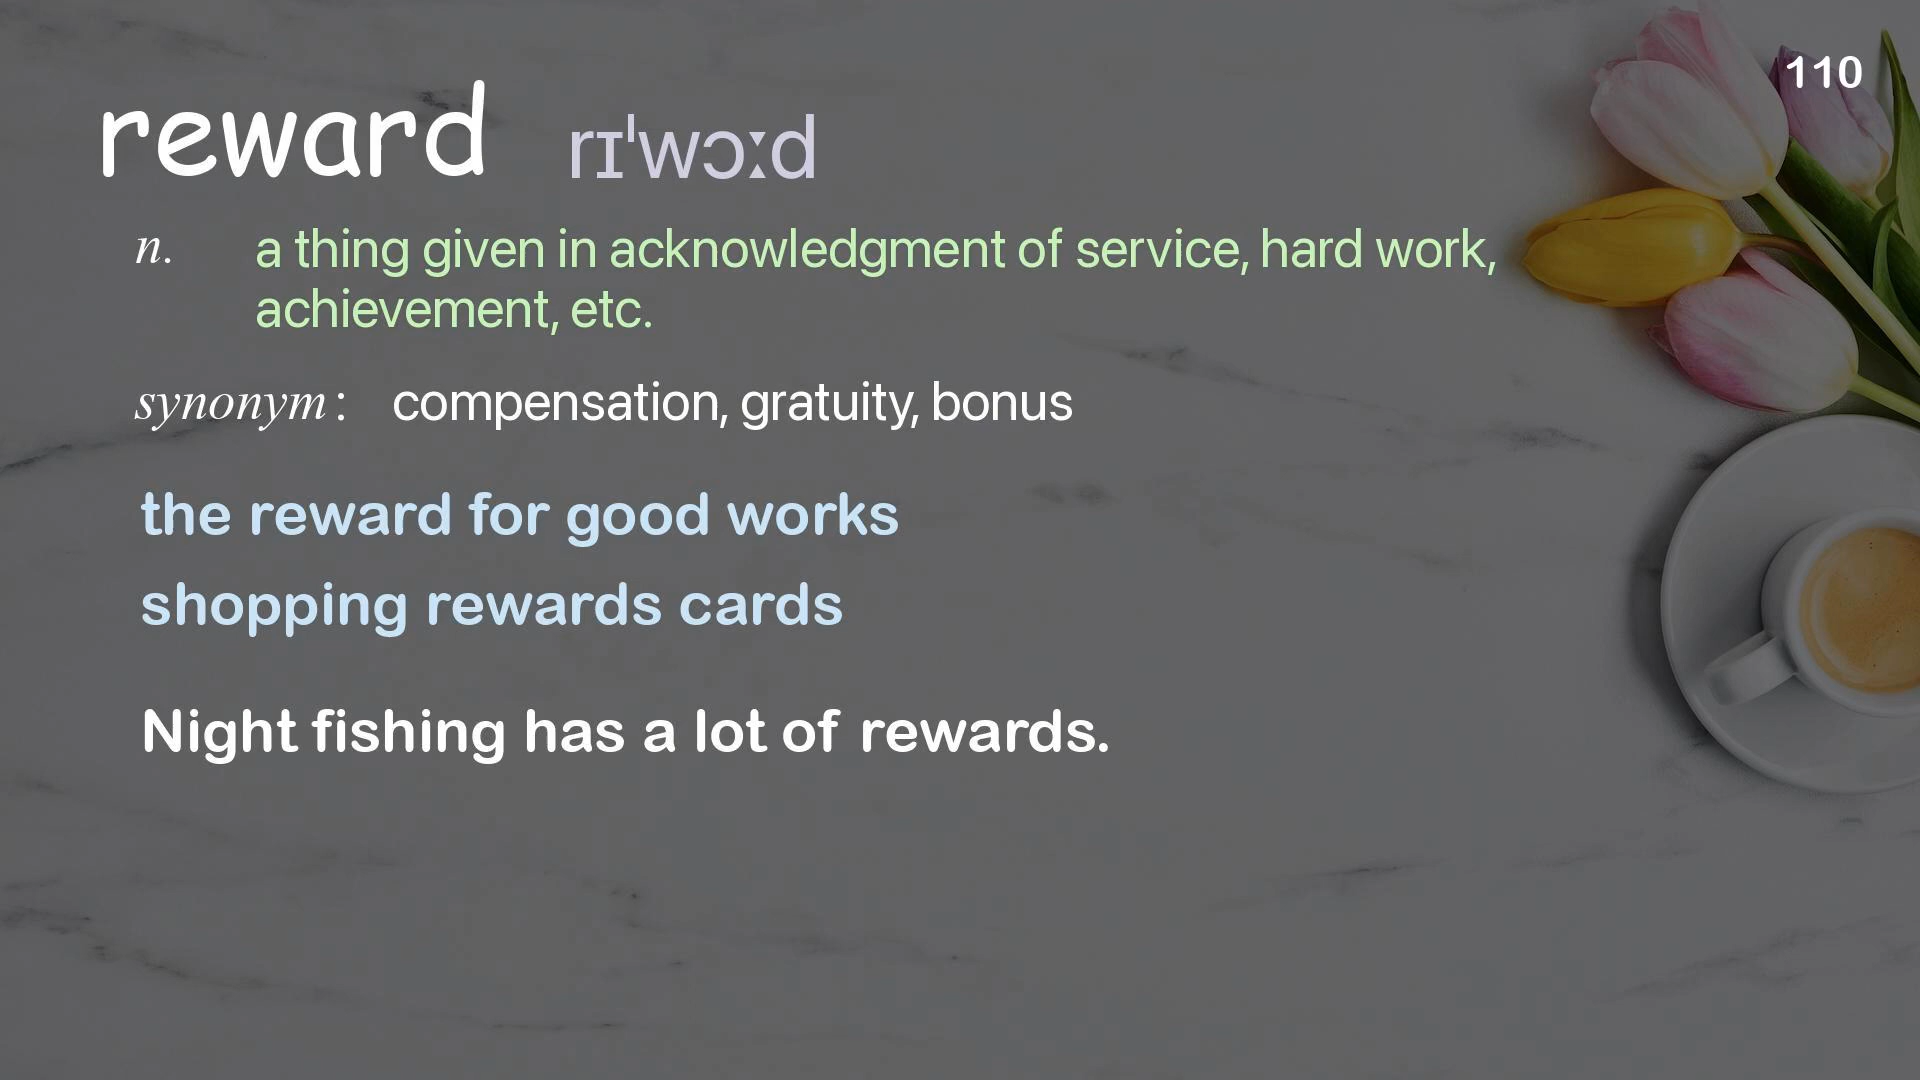 110
reward rɪˈwɔːd
n. a thing given in acknowledgment of service, hard work,
achievement, etc.
synonym : compensation, gratuity, bonus
the reward for good works
shopping rewards cards
Night fishing has a lot of rewards.